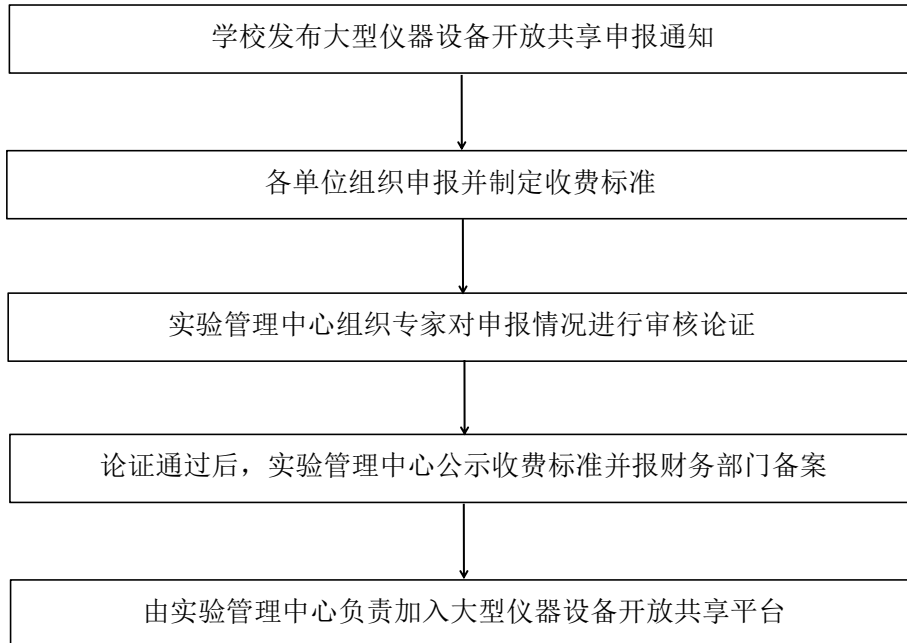 学校发布大型仪器设备开放共享申报通知
各单位组织申报并制定收费标准
实验管理中心组织专家对申报情况进行审核论证
论证通过后，实验管理中心公示收费标准并报财务部门备案
由实验管理中心负责加入大型仪器设备开放共享平台